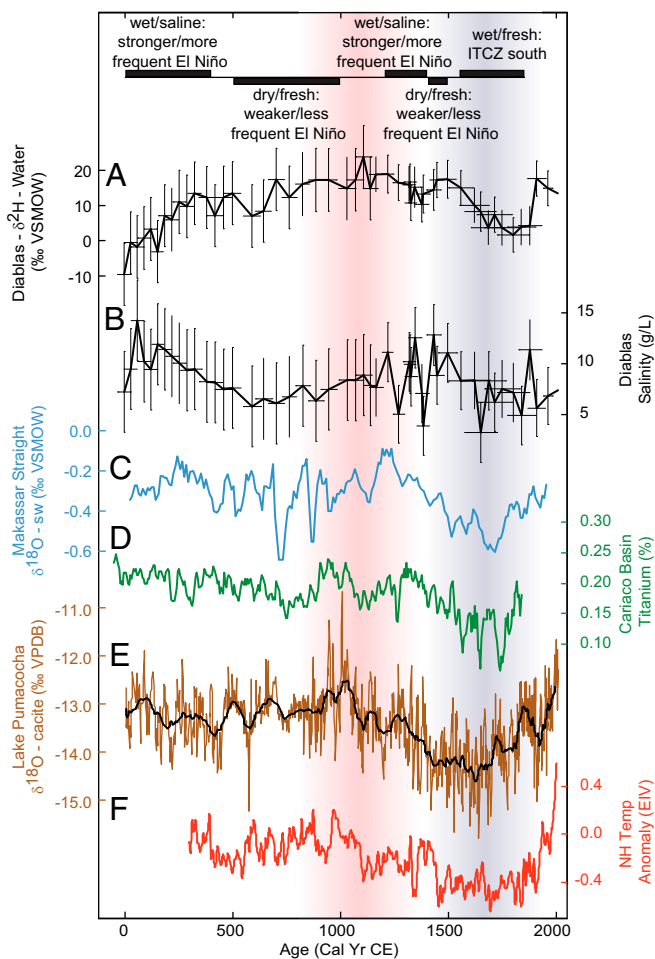 wet/saline:
stronger/more
frequent El Niño
wet/saline:
stronger/more
frequent El Niño
wet/fresh:
ITCZ south
dry/fresh:
weaker/less
frequent El Niño
dry/fresh:
weaker/less
frequent El Niño
A
Diablas - δ²H - Water
(‰ VSMOW)
20
10
0
-10
B
Diablas
Salinity (g/L)
15
10
5
C
Makassar Straight
δ¹⁸O - sw (‰ VSMOW)
0.0
-0.2
-0.4
-0.6
D
Cariaco Basin
Titanium (%)
0.30
0.25
0.20
0.15
0.10
E
Lake Pumacocha
δ¹⁸O - cacite (‰ VPDB)
-11.0
-12.0
-13.0
-14.0
-15.0
F
NH Temp
Anomaly (EIV)
0.4
0.0
-0.4
0 500 1000 1500 2000
Age (Cal Yr CE)